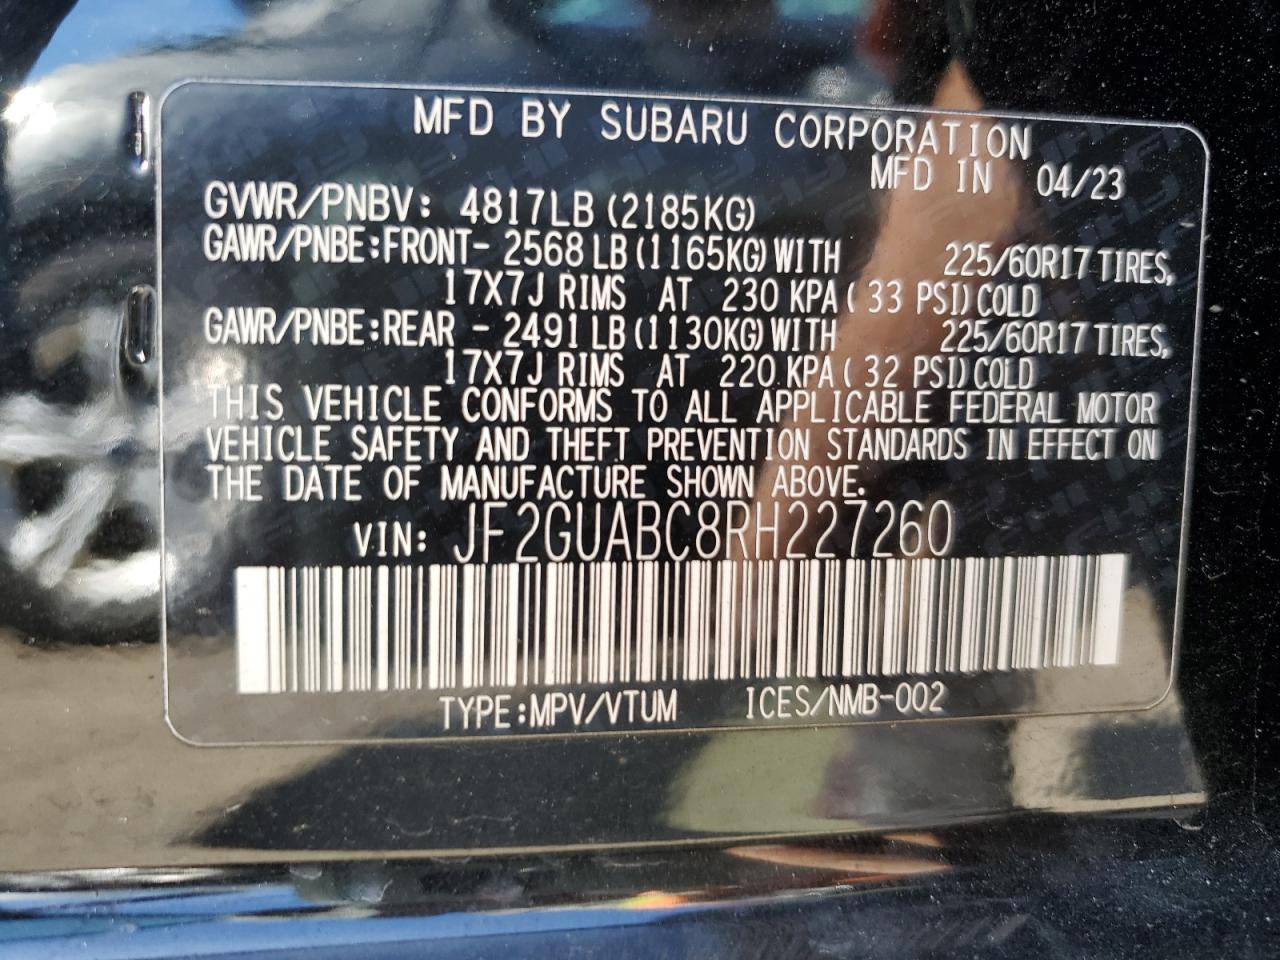 MFD BY SUBARU CORPORATION
MFD IN 04/23
GVWR/PNBV: 4817LB (2185KG)
GAWR/PNBE:FRONT- 2568 LB (1165KG) WITH 225/60R17 TIRES,
17X7J RIMS AT 230 KPA ( 33 PSI) COLD
GAWR/PNBE:REAR - 2491 LB (1130KG) WITH 225/60R17 TIRES,
17X7J RIMS AT 220 KPA ( 32 PSI) COLD
THIS VEHICLE CONFORMS TO ALL APPLICABLE FEDERAL MOTOR
VEHICLE SAFETY AND THEFT PREVENTION STANDARDS IN EFFECT ON
THE DATE OF MANUFACTURE SHOWN ABOVE.
VIN: JF2GUABC8RH227260
TYPE:MPV/VTUM ICES/NMB-002